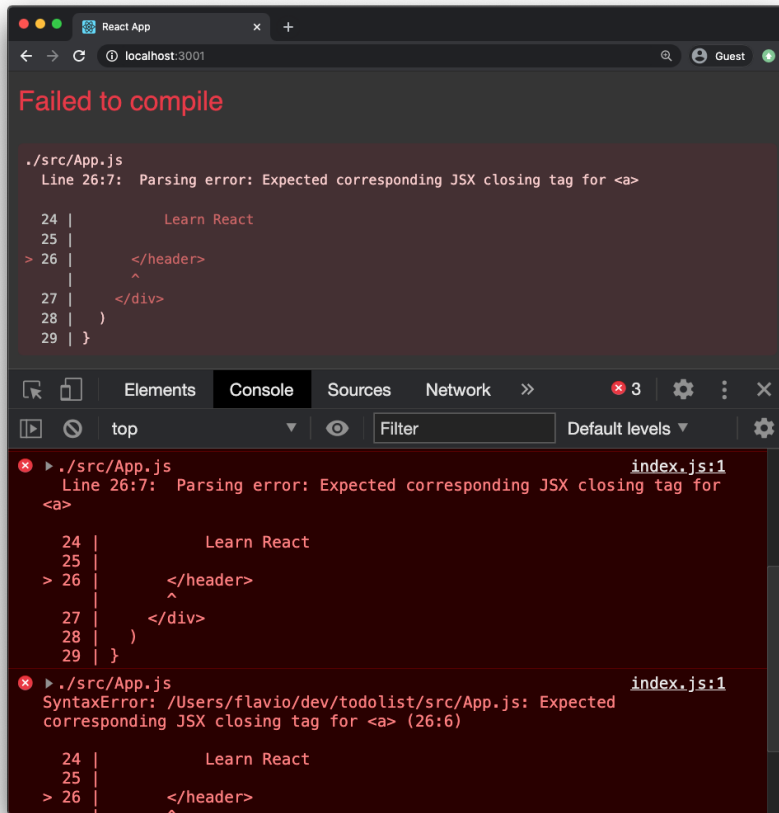 React App
localhost:3001
Guest
Failed to compile
./src/App.js
Line 26:7:  Parsing error: Expected corresponding JSX closing tag for <a>
24 |           Learn React
25 |
> 26 |       </header>
|       ^
27 |     </div>
28 |   )
29 | }
Elements Console Sources Network » 3
top Filter Default levels ▼
./src/App.js index.js:1
Line 26:7:  Parsing error: Expected corresponding JSX closing tag for
<a>
24 |           Learn React
25 |
> 26 |       </header>
|       ^
27 |     </div>
28 |   )
29 | }
./src/App.js index.js:1
SyntaxError: /Users/flavio/dev/todolist/src/App.js: Expected
corresponding JSX closing tag for <a> (26:6)
24 |           Learn React
25 |
> 26 |       </header>
|       ^